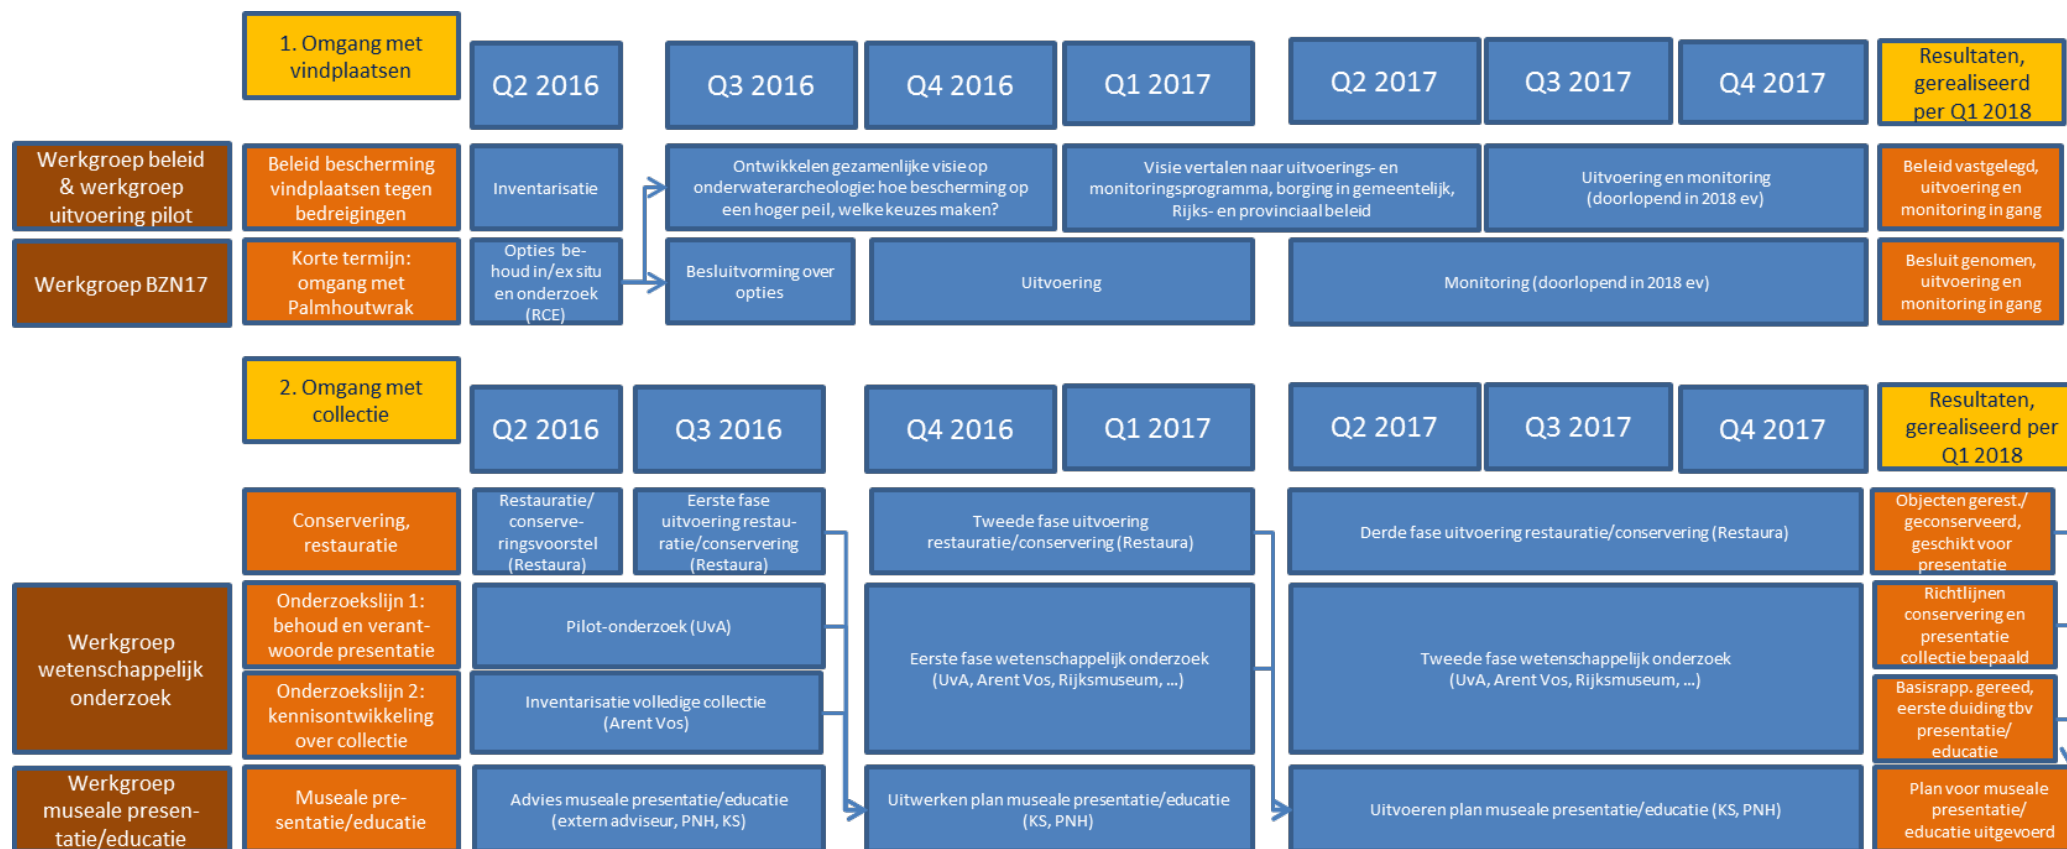 1. Omgang met
vindplaatsen
Q2 2016
Q3 2016
Q4 2016
Q1 2017
Q2 2017
Q3 2017
Q4 2017
Resultaten,
gerealiseerd
per Q1 2018
Werkgroep beleid
& werkgroep
uitvoering pilot
Beleid bescherming
vindplaatsen tegen
bedreigingen
Inventarisatie
Ontwikkelen gezamenlijke visie op
onderwaterarcheologie: hoe bescherming op
een hoger peil, welke keuzes maken?
Visie vertalen naar uitvoerings- en
monitoringsprogramma, borging in gemeentelijk,
Rijks- en provinciaal beleid
Uitvoering en monitoring
(doorlopend in 2018 ev)
Beleid vastgelegd,
uitvoering en
monitoring in gang
Werkgroep BZN17
Korte termijn:
omgang met
Palmhoutwrak
Opties be-
houd in/ex situ
en onderzoek
(RCE)
Besluitvorming over
opties
Uitvoering
Monitoring (doorlopend in 2018 ev)
Besluit genomen,
uitvoering en
monitoring in gang
2. Omgang met
collectie
Q2 2016
Q3 2016
Q4 2016
Q1 2017
Q2 2017
Q3 2017
Q4 2017
Resultaten,
gerealiseerd per
Q1 2018
Conservering,
restauratie
Restauratie/
conserve-
ringsvoorstel
(Restaura)
Eerste fase
uitvoering restau-
ratie/conservering
(Restaura)
Tweede fase uitvoering
restauratie/conservering (Restaura)
Derde fase uitvoering restauratie/conservering (Restaura)
Objecten gerest./
geconserveerd,
geschikt voor
presentatie
Werkgroep
wetenschappelijk
onderzoek
Onderzoekslijn 1:
behoud en verant-
woorde presentatie
Pilot-onderzoek (UvA)
Eerste fase wetenschappelijk onderzoek
(UvA, Arent Vos, Rijksmuseum, ...)
Tweede fase wetenschappelijk onderzoek
(UvA, Arent Vos, Rijksmuseum, ...)
Richtlijnen
conservering en
presentatie
collectie bepaald
Onderzoekslijn 2:
kennisontwikkeling
over collectie
Inventarisatie volledige collectie
(Arent Vos)
Basisrapp. gereed,
eerste duiding tbv
presentatie/
educatie
Werkgroep
museale presen-
tatie/educatie
Museale pre-
sentatie/educatie
Advies museale presentatie/educatie
(extern adviseur, PNH, KS)
Uitwerken plan museale presentatie/educatie
(KS, PNH)
Uitvoeren plan museale presentatie/educatie (KS, PNH)
Plan voor museale
presentatie/
educatie uitgevoerd